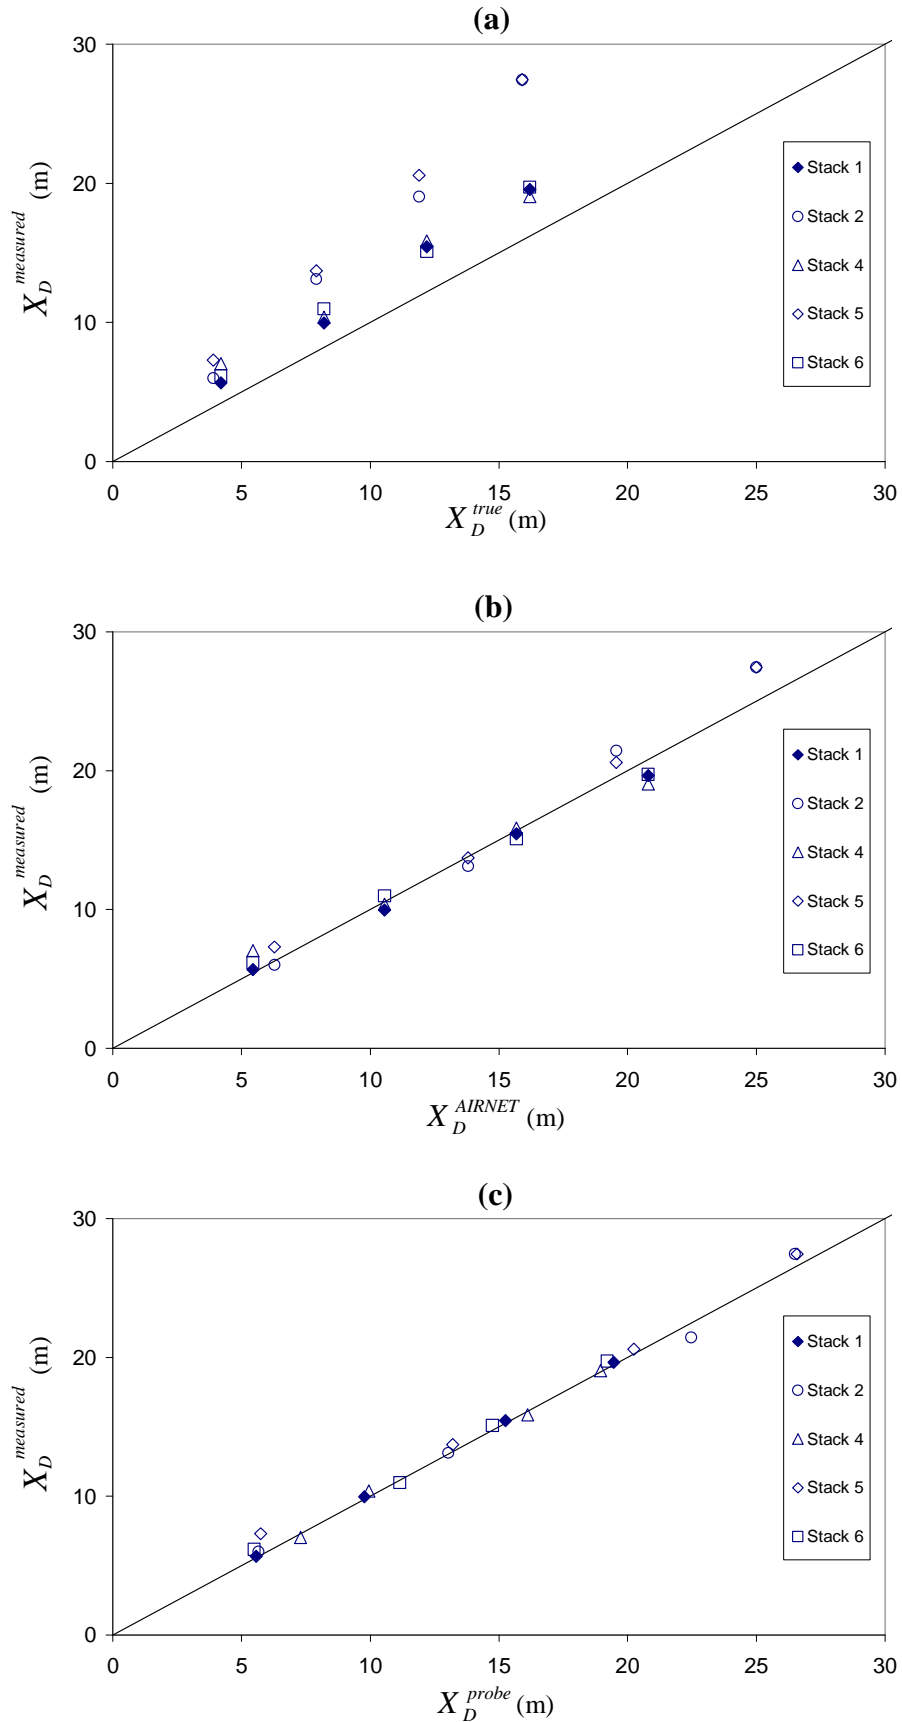 (a)
30
20
10
0
X_D^measured (m)
0 5 10 15 20 25 30
X_D^true (m)
Stack 1
Stack 2
Stack 4
Stack 5
Stack 6
(b)
30
20
10
0
X_D^measured (m)
0 5 10 15 20 25 30
X_D^AIRNET (m)
Stack 1
Stack 2
Stack 4
Stack 5
Stack 6
(c)
30
20
10
0
X_D^measured (m)
0 5 10 15 20 25 30
X_D^probe (m)
Stack 1
Stack 2
Stack 4
Stack 5
Stack 6